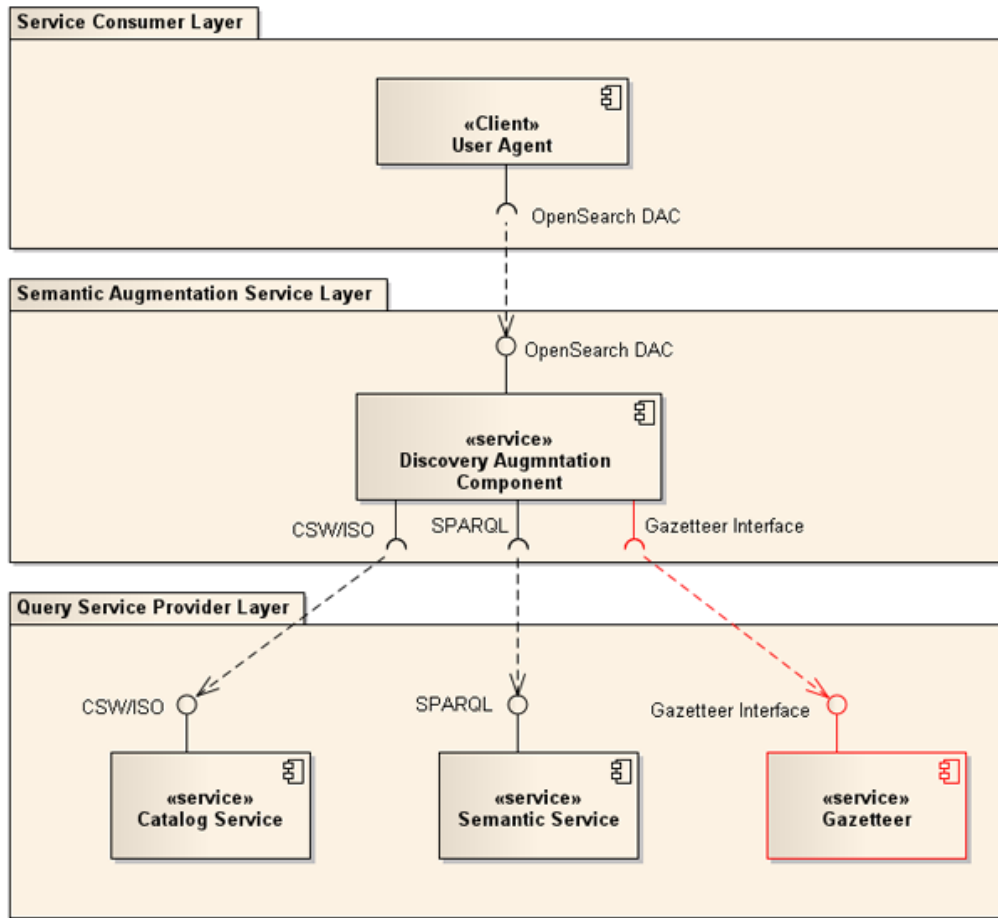 Service Consumer Layer
«Client»
User Agent
OpenSearch DAC
Semantic Augmentation Service Layer
OpenSearch DAC
«service»
Discovery Augmntation
Component
CSW/ISO
SPARQL
Gazetteer Interface
Query Service Provider Layer
CSW/ISO
SPARQL
Gazetteer Interface
«service»
Catalog Service
«service»
Semantic Service
«service»
Gazetteer